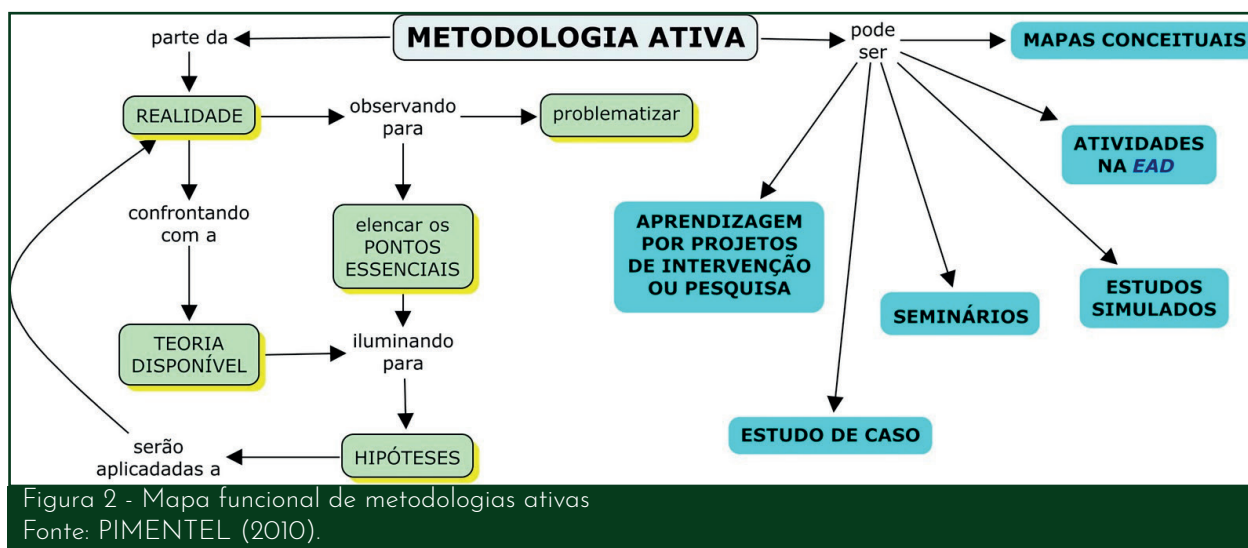 METODOLOGIA ATIVA
parte da
REALIDADE
observando
para
problematizar
confrontando
com a
elencar os
PONTOS
ESSENCIAIS
TEORIA
DISPONÍVEL
iluminando
para
HIPÓTESES
serão
aplicadadas a
pode
ser
MAPAS CONCEITUAIS
ATIVIDADES
NA EAD
ESTUDOS
SIMULADOS
SEMINÁRIOS
ESTUDO DE CASO
APRENDIZAGEM
POR PROJETOS
DE INTERVENÇÃO
OU PESQUISA
Figura 2 - Mapa funcional de metodologias ativas
Fonte: PIMENTEL (2010).